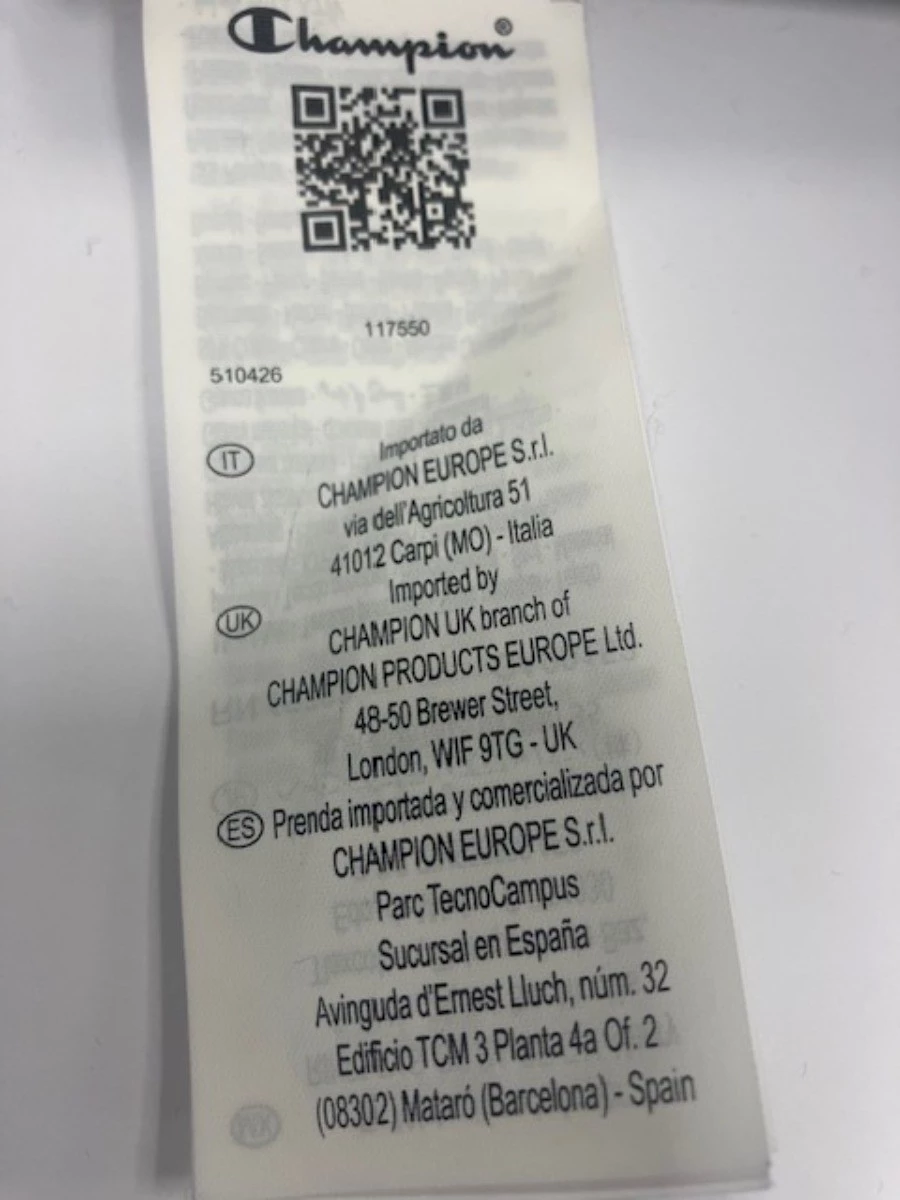 Champion®
117550
510426
IT Importato da
CHAMPION EUROPE S.r.l.
via dell'Agricoltura 51
41012 Carpi (MO) - Italia
UK Imported by
CHAMPION UK branch of
CHAMPION PRODUCTS EUROPE Ltd.
48-50 Brewer Street,
London, WIF 9TG - UK
ES Prenda importada y comercializada por
CHAMPION EUROPE S.r.l.
Parc TecnoCampus
Sucursal en España
Avinguda d'Ernest Lluch, núm. 32
Edificio TCM 3 Planta 4a Of. 2
(08302) Mataró (Barcelona) - Spain